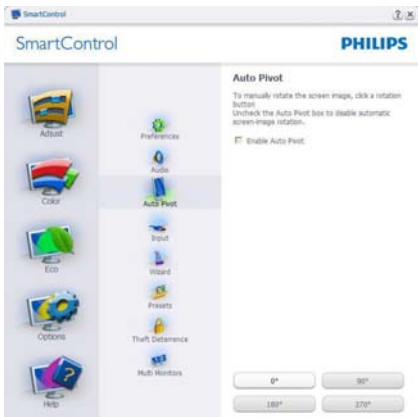 SmartControl
SmartControl
PHILIPS
Adjust
Color
Eco
Options
Help
Preferences
Audio
Auto Pivot
Input
Wizard
Presets
Theft Deterrence
Multi Monitors
Auto Pivot
To manually rotate the screen image, click a rotation
button
Uncheck the Auto Pivot box to disable automatic
screen-image rotation.
Enable Auto Pivot
0°
90°
180°
270°